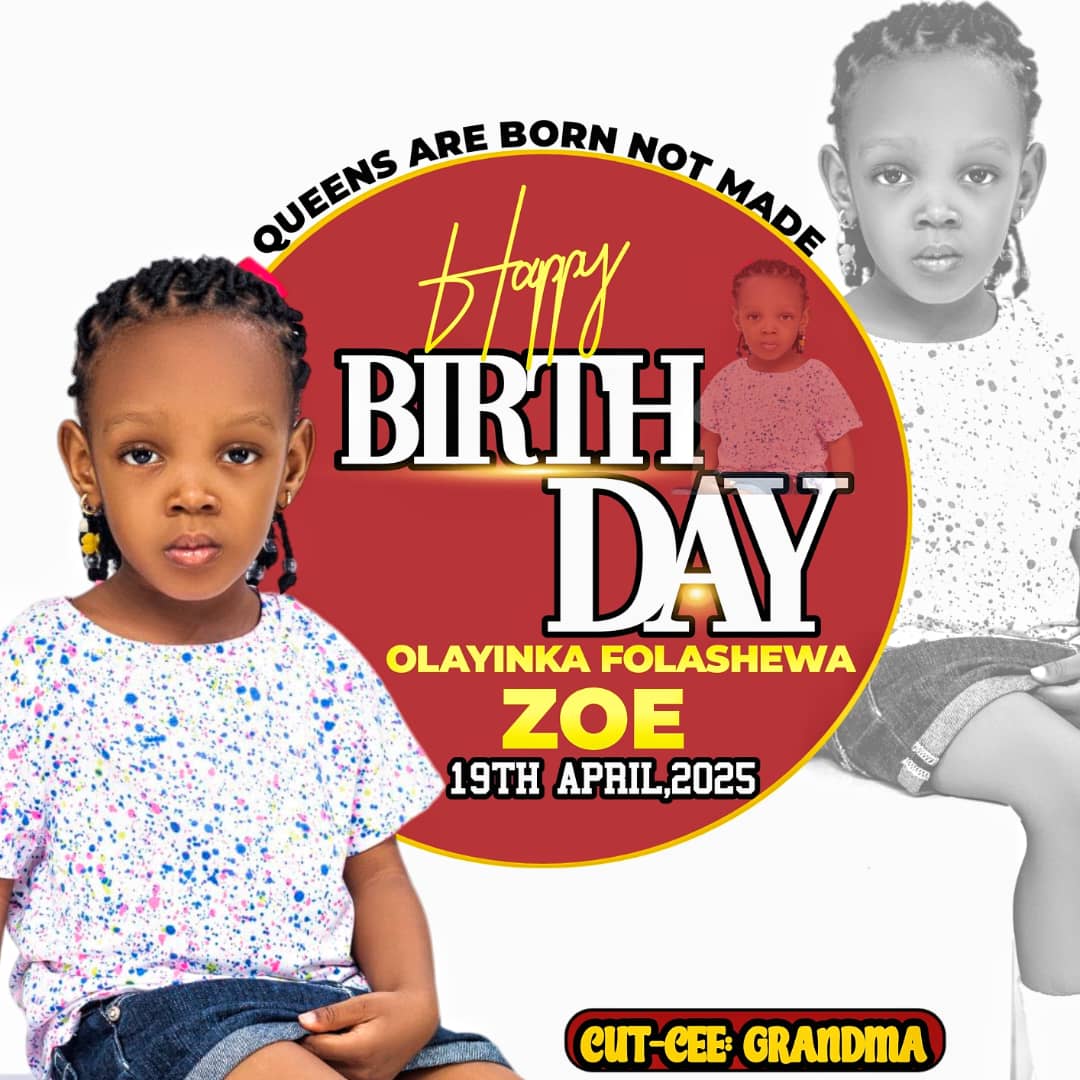 QUEENS ARE BORN NOT MADE
Happy
BIRTH
DAY
OLAYINKA FOLASHEWA
ZOE
19TH APRIL,2025
CUT-CEE: GRANDMA